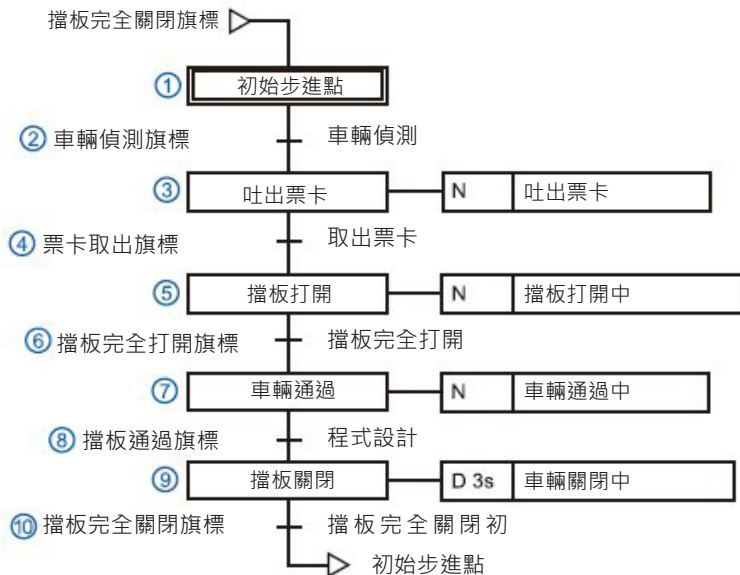 擋板完全關閉旗標
① 初始步進點
② 車輛偵測旗標 車輛偵測
③ 吐出票卡 N 吐出票卡
④ 票卡取出旗標 取出票卡
⑤ 擋板打開 N 擋板打開中
⑥ 擋板完全打開旗標 擋板完全打開
⑦ 車輛通過 N 車輛通過中
⑧ 擋板通過旗標 程式設計
⑨ 擋板關閉 D 3s 車輛關閉中
⑩ 擋板完全關閉旗標 擋板完全關閉初
初始步進點